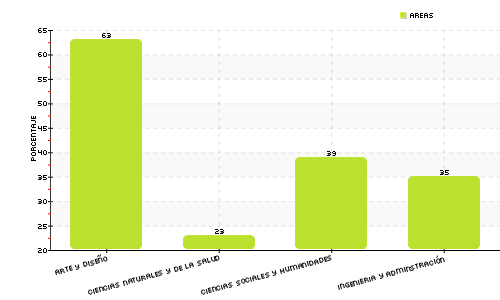 AREAS
65
63
60
55
50
45
40
39
35
35
30
25
23
20
PORCENTAJE
ARTE Y DISEÑO
CIENCIAS NATURALES Y DE LA SALUD
CIENCIAS SOCIALES Y HUMANIDADES
INGENIERIA Y ADMINSTRACIÓN